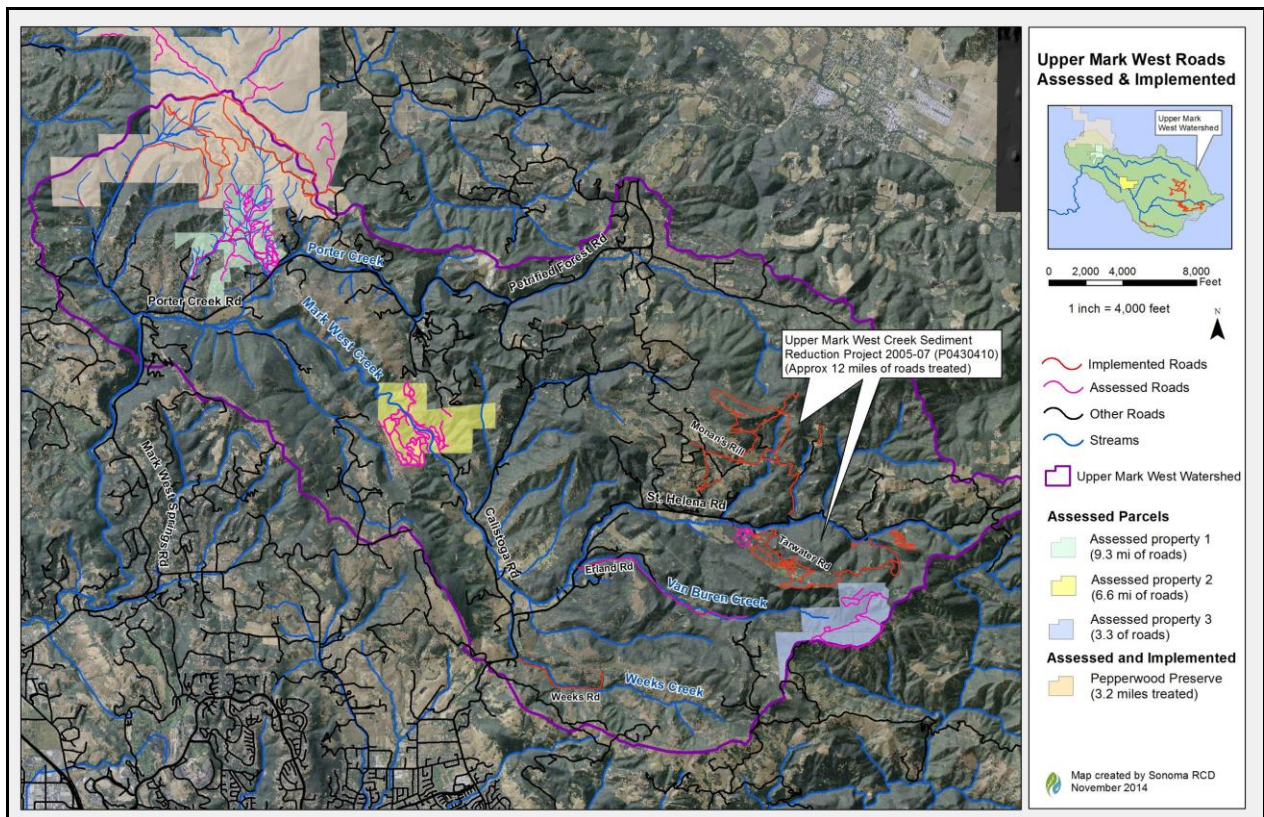 Upper Mark West Roads
Assessed & Implemented
Upper Mark
West Watershed
0 2,000 4,000 8,000
Feet
1 inch = 4,000 feet
N
Implemented Roads
Assessed Roads
Other Roads
Streams
Upper Mark West Watershed
Assessed Parcels
Assessed property 1
(9.3 mi of roads)
Assessed property 2
(6.6 mi of roads)
Assessed property 3
(3.3 of roads)
Assessed and Implemented
Pepperwood Preserve
(3.2 miles treated)
Map created by Sonoma RCD
November 2014
Porter Creek
Petrified Forest Rd
Porter Creek Rd
Mark West Creek
Upper Mark West Creek Sediment
Reduction Project 2005-07 (P0430410)
(Approx 12 miles of roads treated)
Monan's Rill
Mark West Springs Rd
St. Helena Rd
Calistoga Rd
Tarwater Rd
Erland Rd
Van Buren Creek
Weeks Creek
Weeks Rd